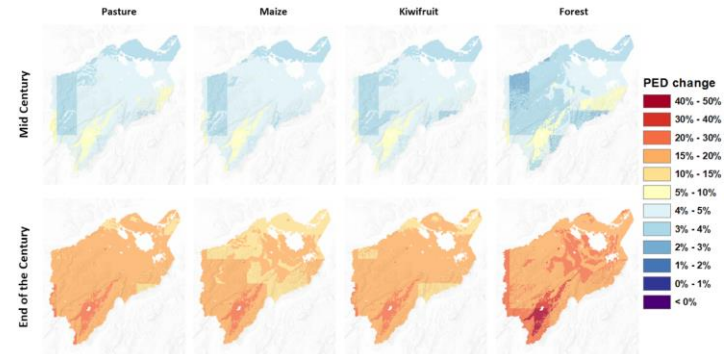 Pasture
Maize
Kiwifruit
Forest
Mid Century
End of the Century
PED change
40% - 50%
30% - 40%
20% - 30%
15% - 20%
10% - 15%
5% - 10%
4% - 5%
3% - 4%
2% - 3%
1% - 2%
0% - 1%
< 0%